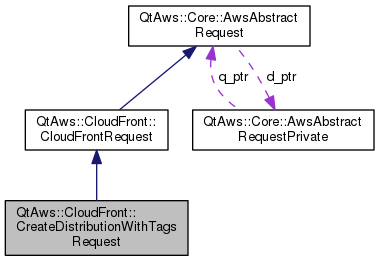 QtAws::Core::AwsAbstract
Request
q_ptr
d_ptr
QtAws::CloudFront::
CloudFrontRequest
QtAws::Core::AwsAbstract
RequestPrivate
QtAws::CloudFront::
CreateDistributionWithTags
Request